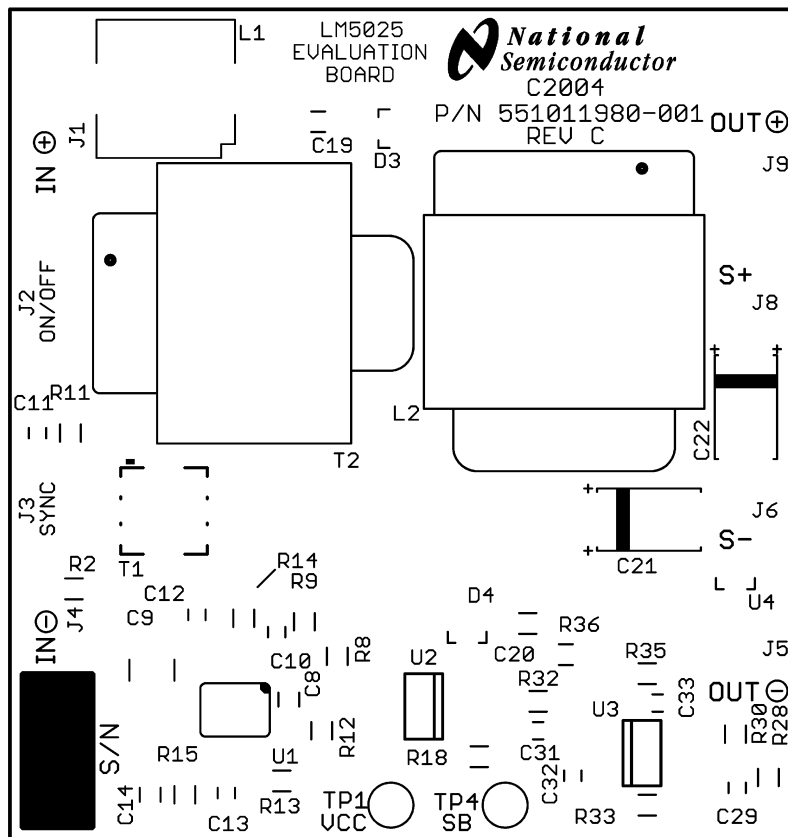 L1
LM5025
EVALUATION
BOARD
National
Semiconductor
C2004
P/N 551011980-001
REV C
OUT+
J1
C19
D3
J9
IN +
S+
J2
ON/OFF
J8
C11
R11
L2
T2
C22
J3
SYNC
J6
S-
T1
C21
R2
R14
R9
C12
C9
D4
U4
J4
IN-
R8
C10
U2
C20
R36
R35
J5
C8
R32
C33
OUT-
U3
R30
R28
S/N
R15
U1
R12
R18
C31
C32
C14
C13
R13
TP1
VCC
TP4
SB
R33
C29